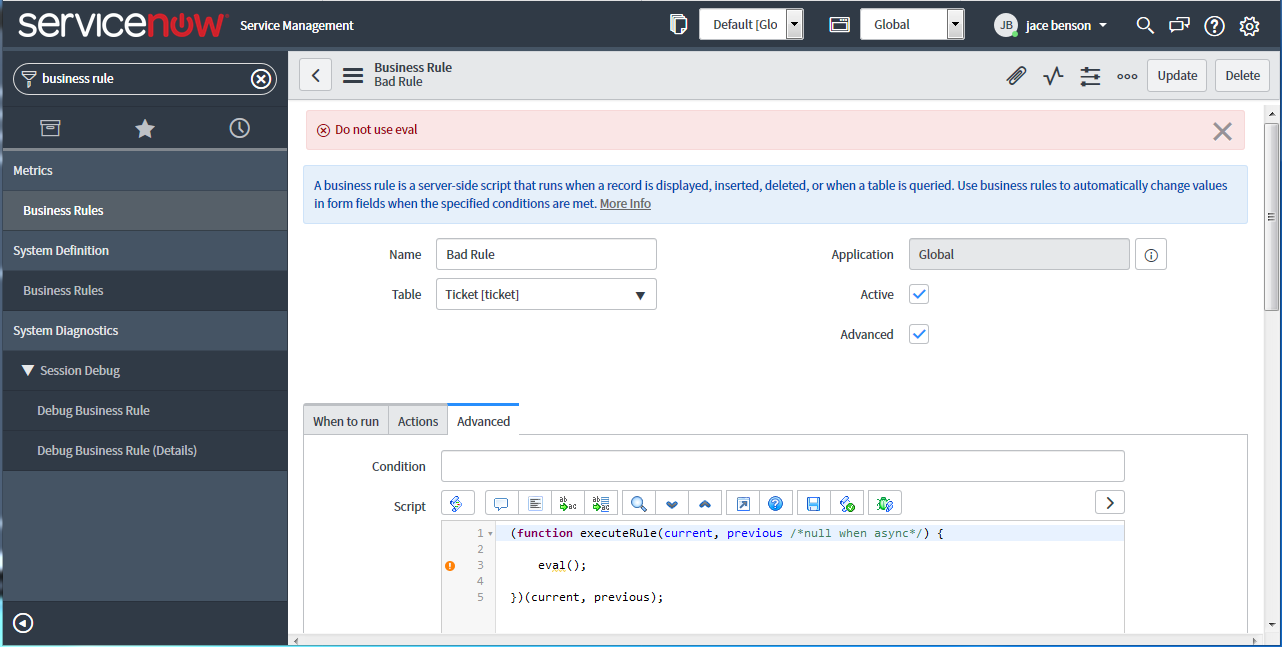 servicenow® Service Management
Default [Glo
Global
JB jace benson
business rule
Business Rule
Bad Rule
Update
Delete
Do not use eval
Metrics
Business Rules
System Definition
Business Rules
System Diagnostics
Session Debug
Debug Business Rule
Debug Business Rule (Details)
A business rule is a server-side script that runs when a record is displayed, inserted, deleted, or when a table is queried. Use business rules to automatically change values
in form fields when the specified conditions are met. More Info
Name Bad Rule
Application Global
Table Ticket [ticket]
Active
Advanced
When to run Actions Advanced
Condition
Script
1 (function executeRule(current, previous /*null when async*/) {
2
3 eval();
4
5 })(current, previous);